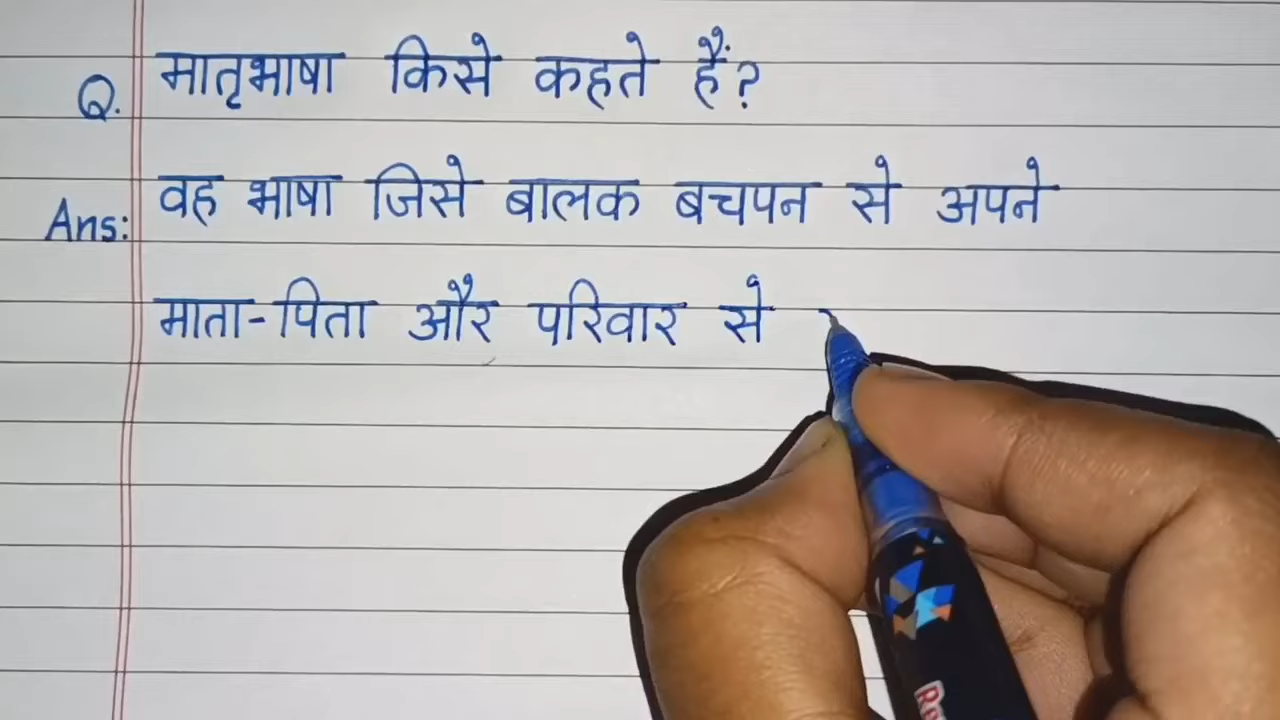 Q. मातृभाषा किसे कहते हैं?
Ans: वह भाषा जिसे बालक बचपन से अपने
माता-पिता और परिवार से